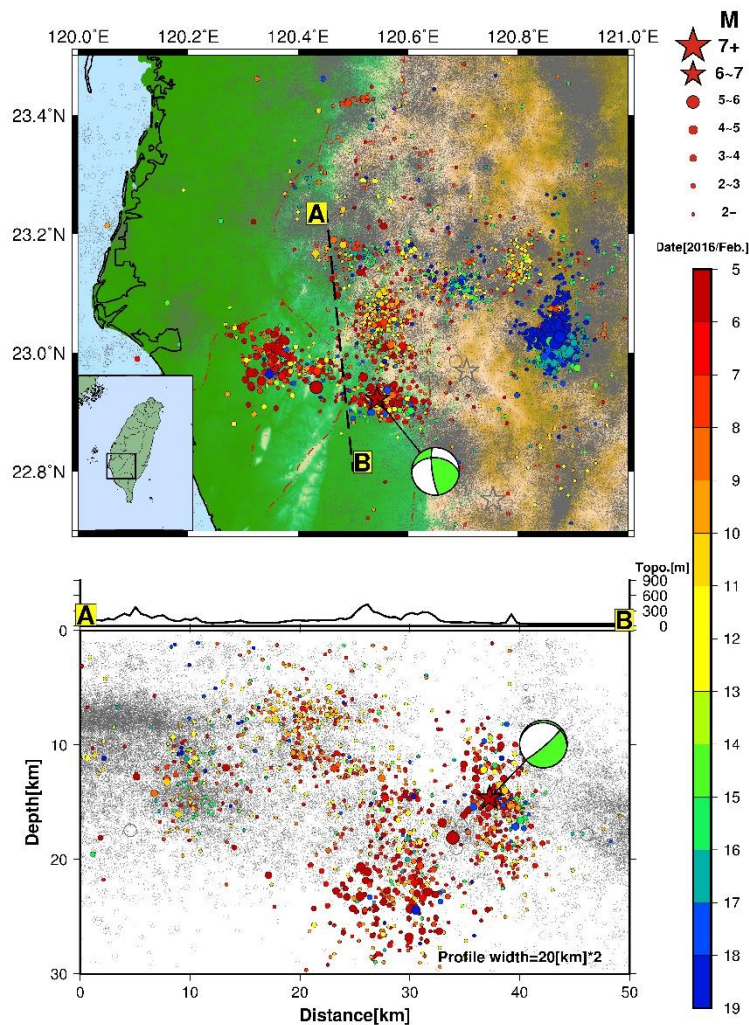 120.0°E 120.2°E 120.4°E 120.6°E 120.8°E 121.0°E
M
7+
6~7
5~6
4~5
3~4
2~3
2−
23.4°N
23.2°N
23.0°N
22.8°N
A
B
Date[2016/Feb.]
5
6
7
8
9
10
11
12
13
14
15
16
17
18
19
Topo.[m]
900
600
300
0
A
B
0
10
20
30
Depth[km]
Profile width=20[km]*2
0 10 20 30 40 50
Distance[km]